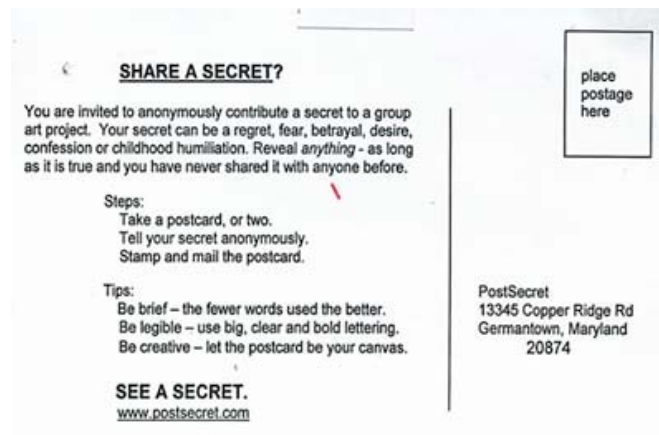 SHARE A SECRET?
You are invited to anonymously contribute a secret to a group
art project. Your secret can be a regret, fear, betrayal, desire,
confession or childhood humiliation. Reveal anything - as long
as it is true and you have never shared it with anyone before.
Steps:
Take a postcard, or two.
Tell your secret anonymously.
Stamp and mail the postcard.
Tips:
Be brief – the fewer words used the better.
Be legible – use big, clear and bold lettering.
Be creative – let the postcard be your canvas.
SEE A SECRET.
www.postsecret.com
place
postage
here
PostSecret
13345 Copper Ridge Rd
Germantown, Maryland
20874